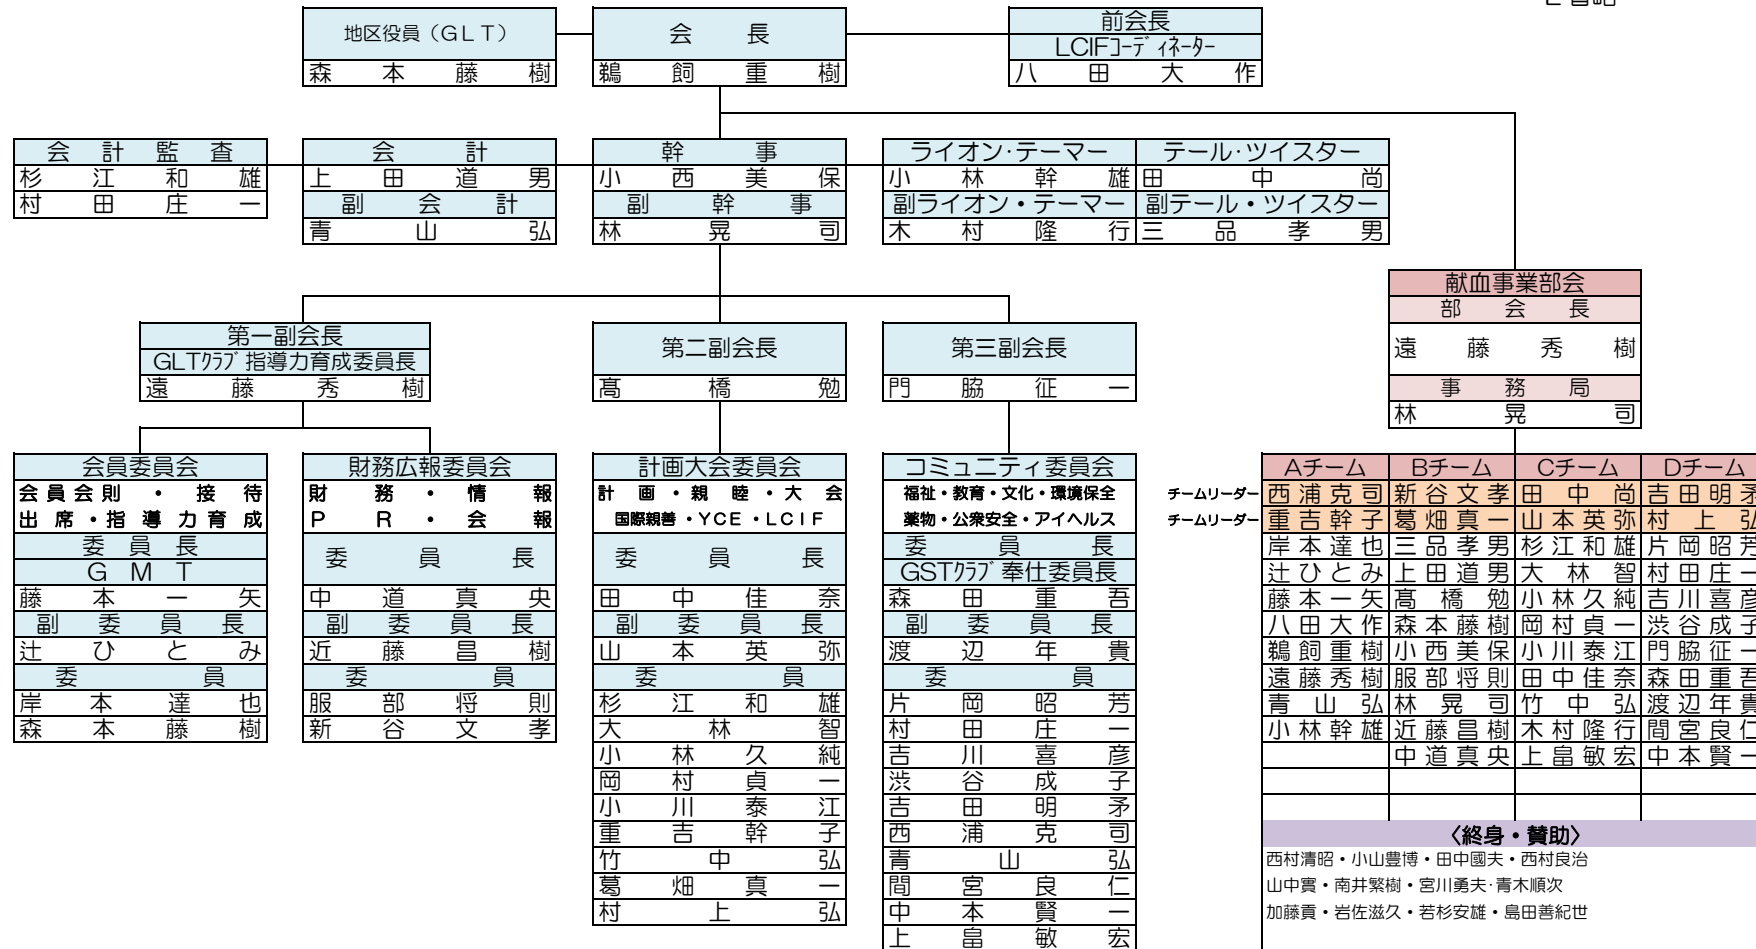 地区役員（GLT）
森本藤樹
会長
鵜飼重樹
前会長
LCIFｺｰﾃﾞｨﾈｰﾀｰ
八田大作
会計監査
杉江和雄
村田庄一
会計
上田道男
副会計
青山弘
幹事
小西美保
副幹事
林晃司
ライオン・テーマー
小林幹雄
副ライオン・テーマー
木村隆行
テール・ツイスター
田中尚
副テール・ツイスター
三品孝男
第一副会長
GLTｸﾗﾌﾞ指導力育成委員長
遠藤秀樹
第二副会長
髙橋勉
第三副会長
門脇征一
献血事業部会
部会長
遠藤秀樹
事務局
林晃司
会員委員会
会員会則・接待
出席・指導力育成
委員長
GMT
藤本一矢
副委員長
辻ひとみ
委員
岸本達也
森本藤樹
財務広報委員会
財務・情報
PR・会報
委員長
中道真央
副委員長
近藤昌樹
委員
服部将則
新谷文孝
計画大会委員会
計画・親睦・大会
国際親善・YCE・LCIF
委員長
田中佳奈
副委員長
山本英弥
委員
杉江和雄
大林智
小林久純
岡村貞一
小川泰江
重吉幹子
竹中弘
葛畑真一
村上弘
コミュニティ委員会
福祉・教育・文化・環境保全
薬物・公衆安全・アイヘルス
委員長
GSTｸﾗﾌﾞ奉仕委員長
森田重吾
副委員長
渡辺年貴
委員
片岡昭芳
村田庄一
吉川喜彦
渋谷成子
吉田明矛
西浦克司
青山弘
間宮良仁
中本賢一
上畠敏宏
Aチーム Bチーム Cチーム Dチーム
チームリーダー 西浦克司 新谷文孝 田中尚 吉田明矛
チームリーダー 重吉幹子 葛畑真一 山本英弥 村上弘
岸本達也 三品孝男 杉江和雄 片岡昭芳
辻ひとみ 上田道男 大林智 村田庄一
藤本一矢 髙橋勉 小林久純 吉川喜彦
八田大作 森本藤樹 岡村貞一 渋谷成子
鵜飼重樹 小西美保 小川泰江 門脇征一
遠藤秀樹 服部将則 田中佳奈 森田重吾
青山弘 林晃司 竹中弘 渡辺年貴
小林幹雄 近藤昌樹 木村隆行 間宮良仁
中道真央 上畠敏宏 中本賢一
〈終身・賛助〉
西村清昭・小山豊博・田中國夫・西村良治
山中實・南井繁樹・宮川勇夫・青木順次
加藤貢・岩佐滋久・若杉安雄・島田善紀世